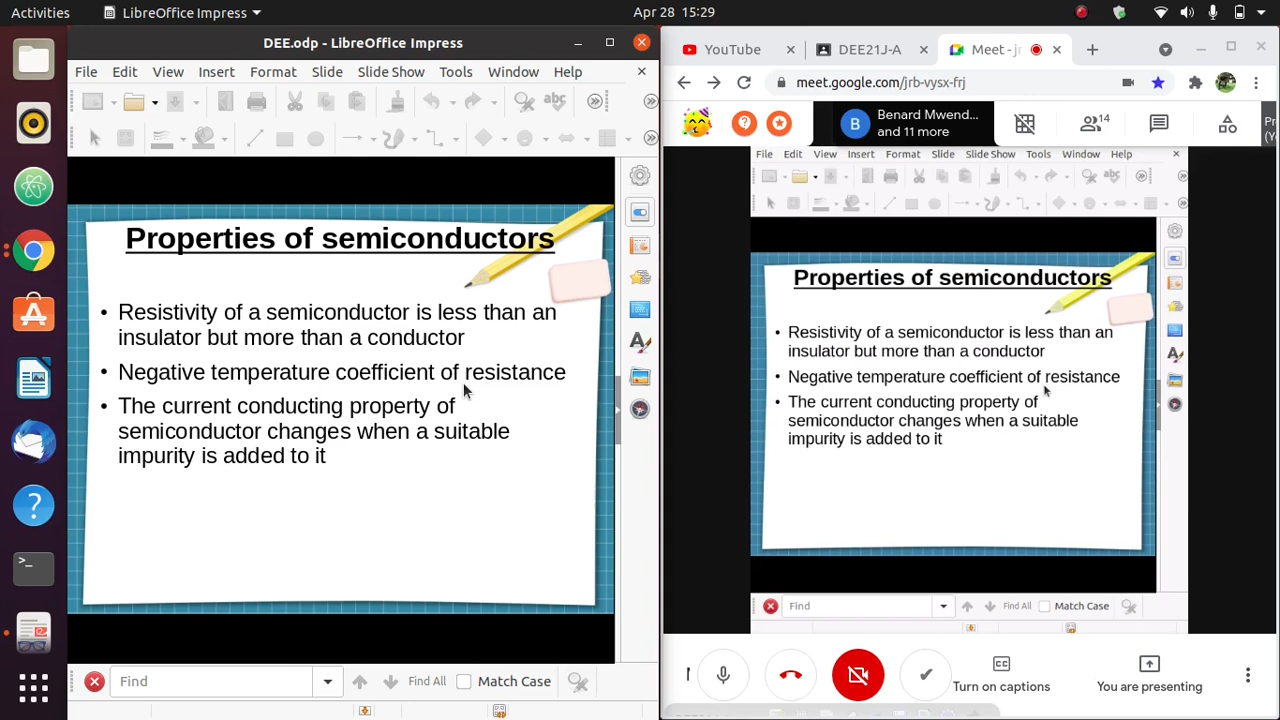 Activities
LibreOffice Impress
Apr 28 15:29
DEE.odp - LibreOffice Impress
File Edit View Insert Format Slide Slide Show Tools Window Help
abc
Properties of semiconductors
• Resistivity of a semiconductor is less than an
insulator but more than a conductor
• Negative temperature coefficient of resistance
• The current conducting property of
semiconductor changes when a suitable
impurity is added to it
Find
Find All
Match Case
YouTube
DEE21J-A
Meet - jr
meet.google.com/jrb-vysx-frj
B
Benard Mwend...
and 11 more
14
File Edit View Insert Format Slide Slide Show Tools Window Help
abc
Properties of semiconductors
• Resistivity of a semiconductor is less than an
insulator but more than a conductor
• Negative temperature coefficient of resistance
• The current conducting property of
semiconductor changes when a suitable
impurity is added to it
Find
Find All
Match Case
Turn on captions
You are presenting